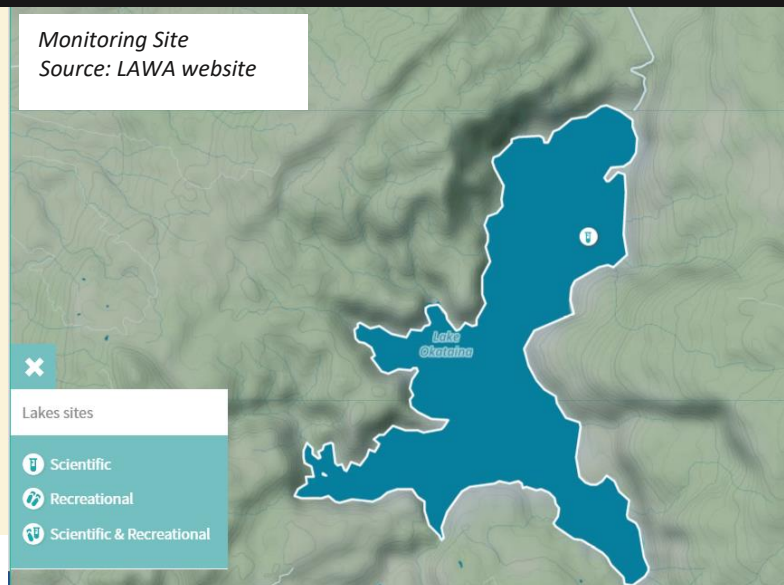 Monitoring Site
Source: LAWA website
Lake
Okataina
Lakes sites
Scientific
Recreational
Scientific & Recreational